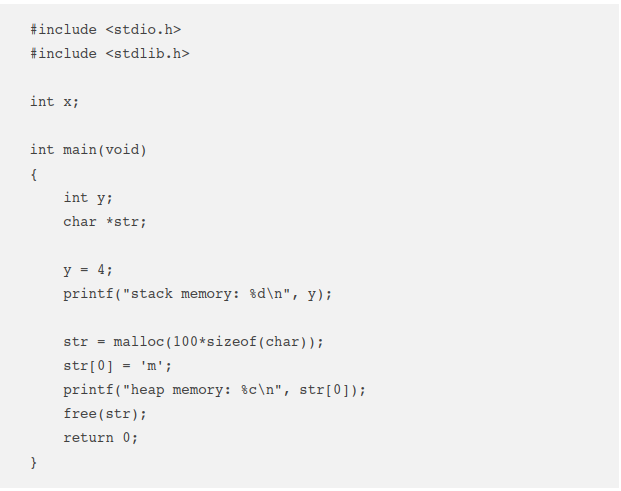 #include <stdio.h>
#include <stdlib.h>
int x;
int main(void)
{
int y;
char *str;
y = 4;
printf("stack memory: %d\n", y);
str = malloc(100*sizeof(char));
str[0] = 'm';
printf("heap memory: %c\n", str[0]);
free(str);
return 0;
}